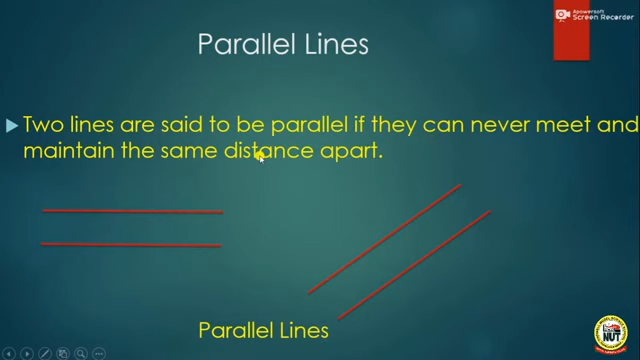 Apowersoft
Screen Recorder
Parallel Lines
Two lines are said to be parallel if they can never meet and
maintain the same distance apart.
Parallel Lines
NUT